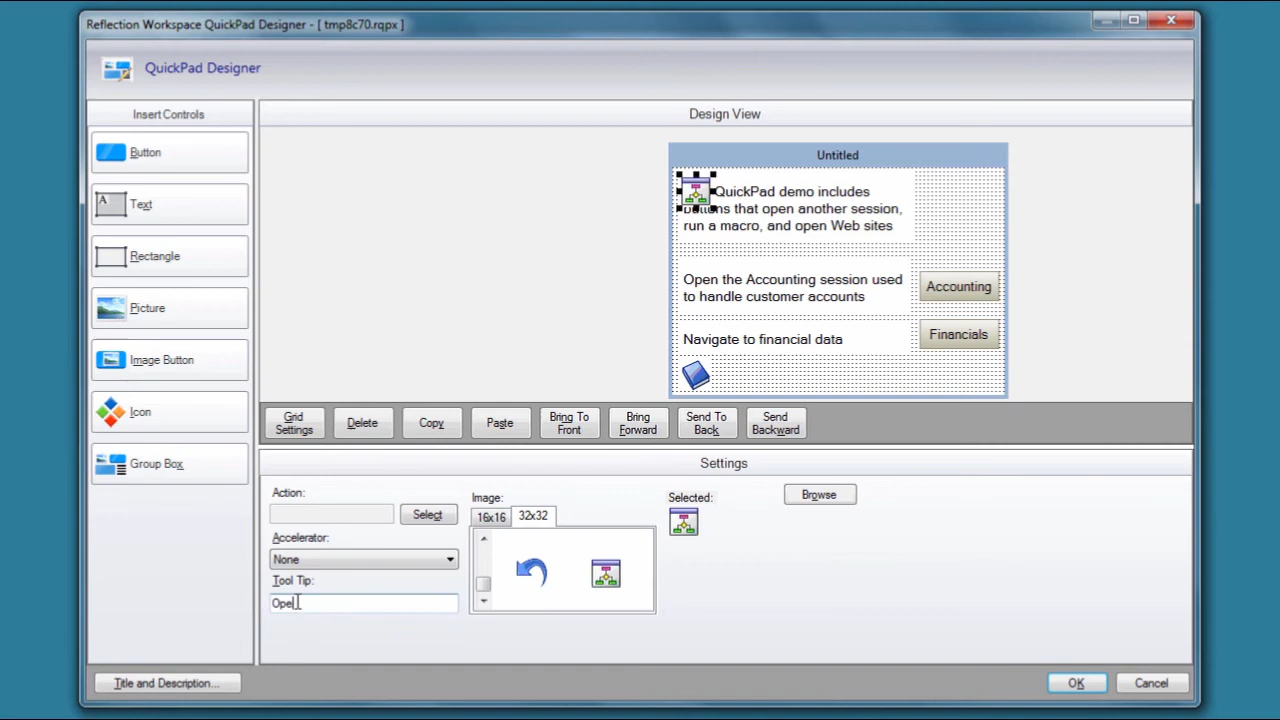 Reflection Workspace QuickPad Designer - [ tmp8c70.rqpx ]
QuickPad Designer
Insert Controls
Button
Text
Rectangle
Picture
Image Button
Icon
Group Box
Design View
Untitled
QuickPad demo includes
that open another session,
run a macro, and open Web sites
Open the Accounting session used
to handle customer accounts
Accounting
Navigate to financial data
Financials
Grid
Settings
Delete
Copy
Paste
Bring To
Front
Bring
Forward
Send To
Back
Send
Backward
Settings
Action:
Select
Accelerator:
None
Tool Tip:
Ope
Image:
16x16
32x32
Selected:
Browse
Title and Description...
OK
Cancel